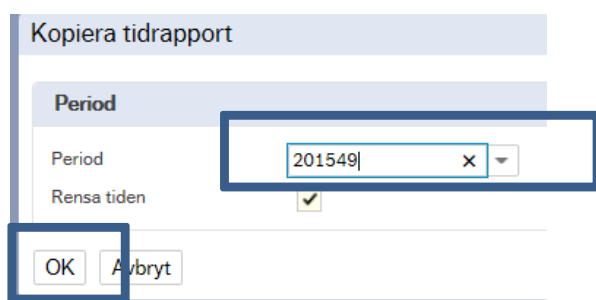 Kopiera tidrapport
Period
Period 201549
Rensa tiden
OK Avbryt